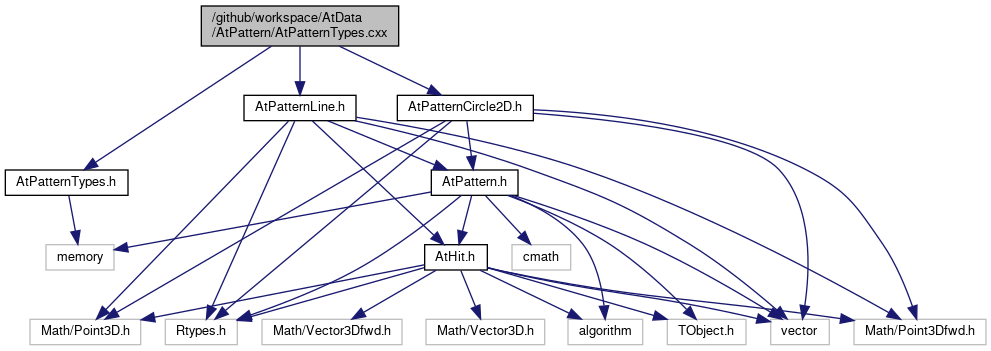 /github/workspace/AtData
/AtPattern/AtPatternTypes.cxx
AtPatternLine.h
AtPatternCircle2D.h
AtPatternTypes.h
AtPattern.h
memory
AtHit.h
cmath
Math/Point3D.h
Rtypes.h
Math/Vector3Dfwd.h
Math/Vector3D.h
algorithm
TObject.h
vector
Math/Point3Dfwd.h